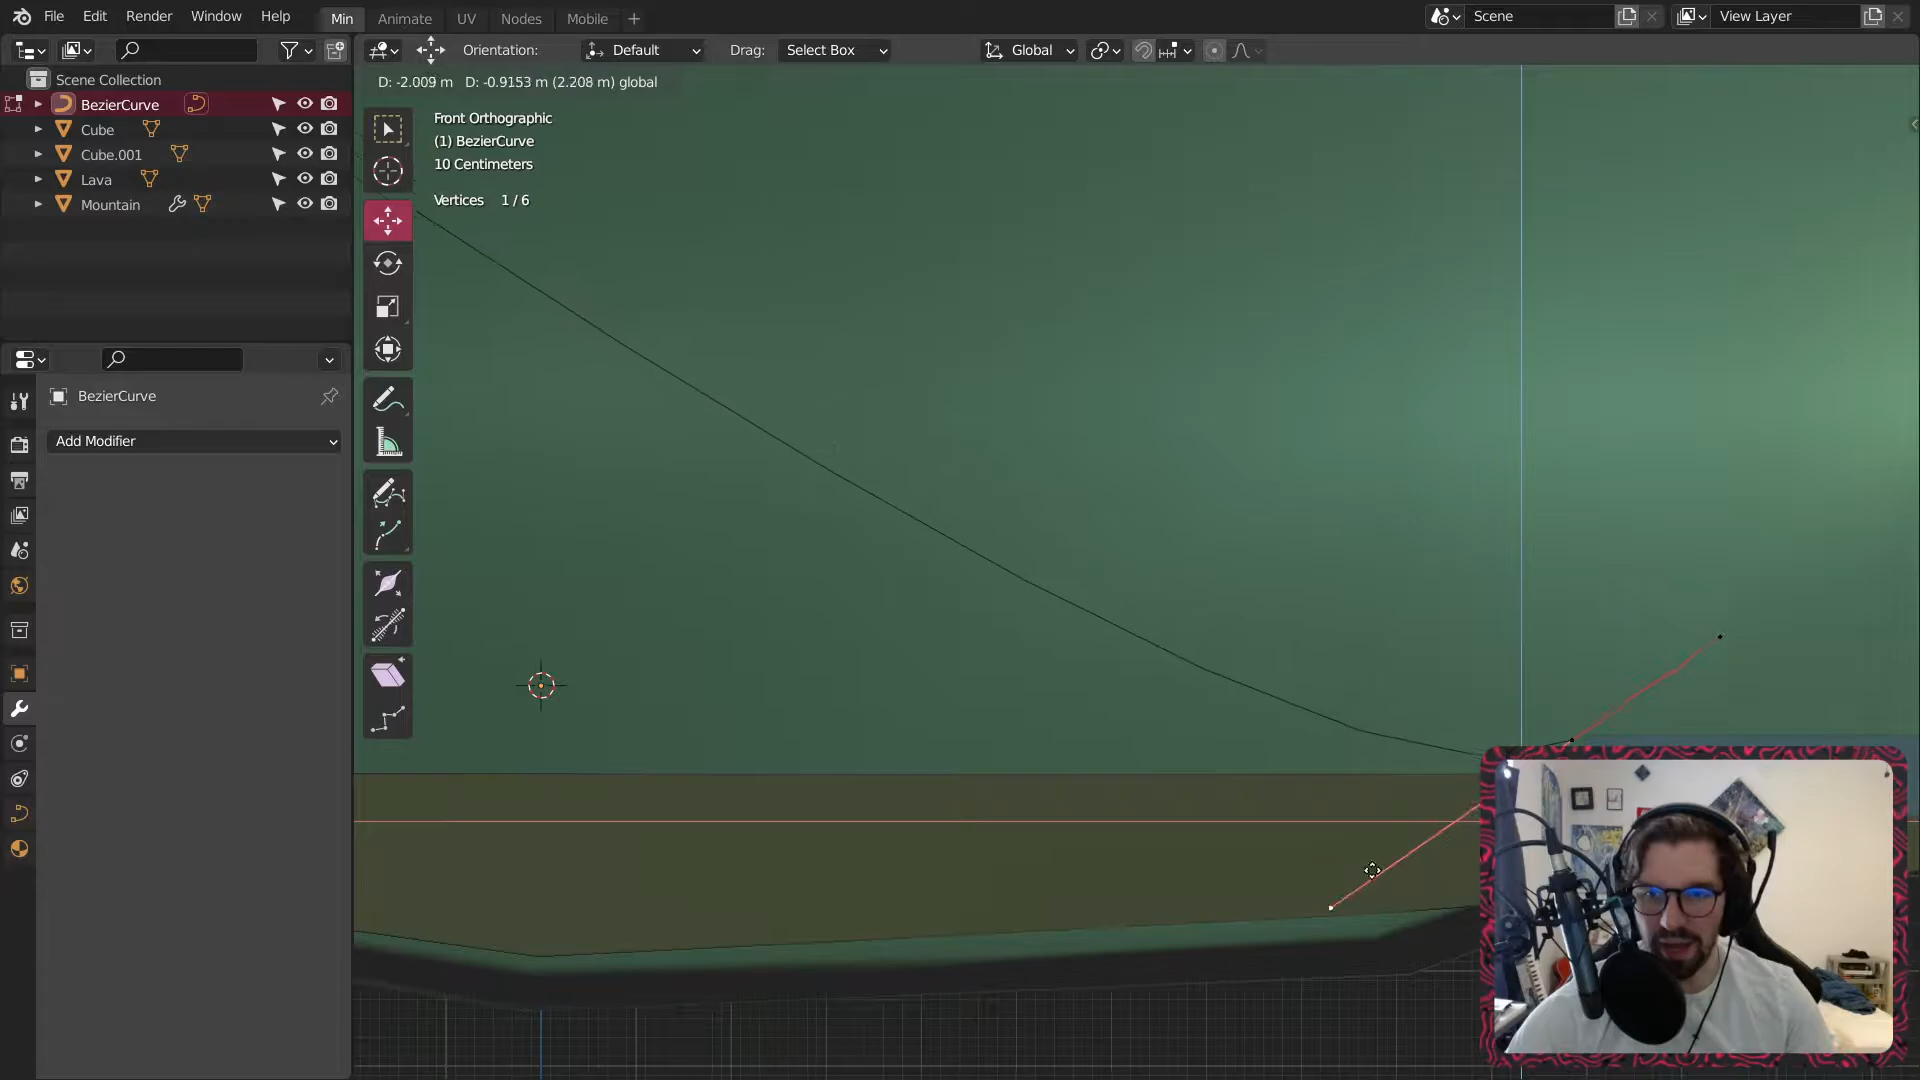 File Edit Render Window Help
Min Animate UV Nodes Mobile
Scene
View Layer
Orientation: Default Drag: Select Box Global
D: -2.009 m D: -0.9153 m (2.208 m) global
Scene Collection
BezierCurve
Cube
Cube.001
Lava
Mountain
Front Orthographic
(1) BezierCurve
10 Centimeters
Vertices 1 / 6
BezierCurve
Add Modifier